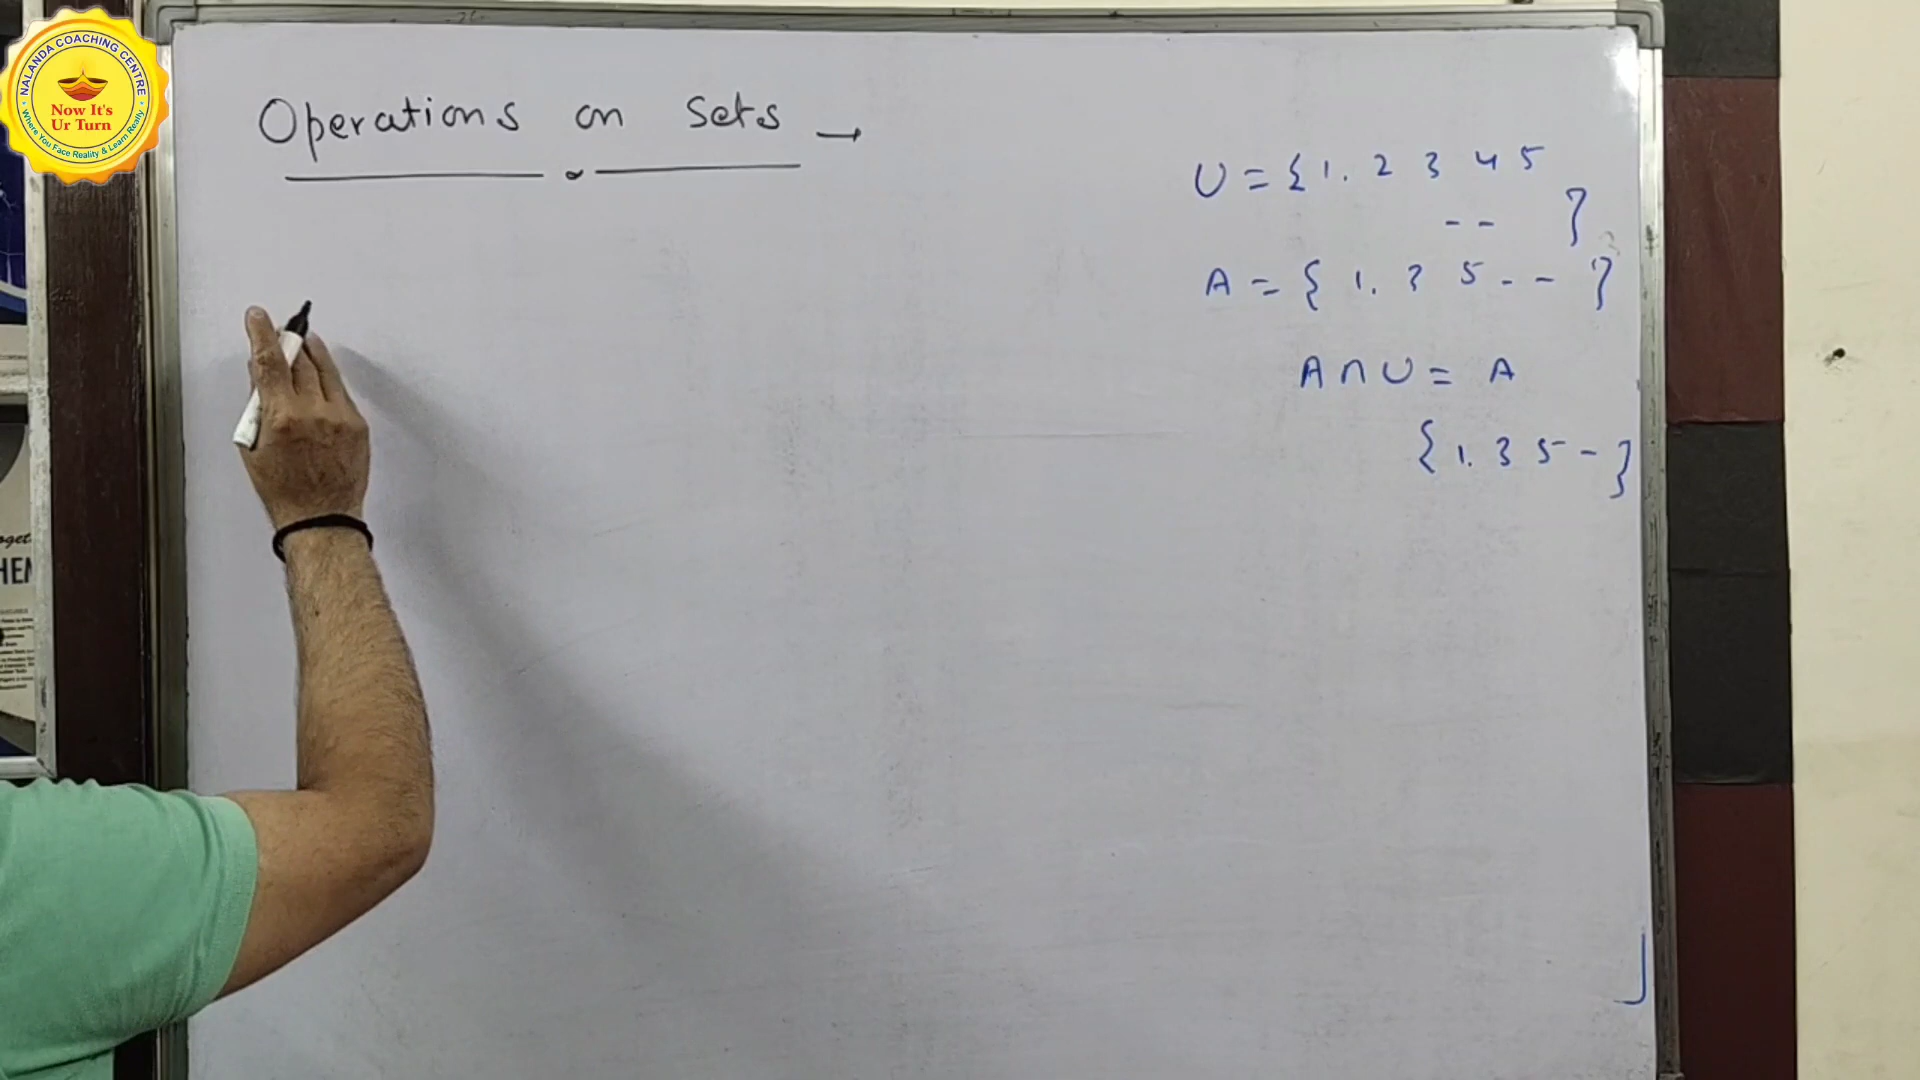 NALANDA COACHING CENTRE
Now It's
Ur Turn
Where You Face Reality & Learn Really
Operations on Sets →
U = { 1. 2 3 4 5
- - }
A = { 1. 3 5 - - }
A ∩ U = A
{ 1. 3 5 - }